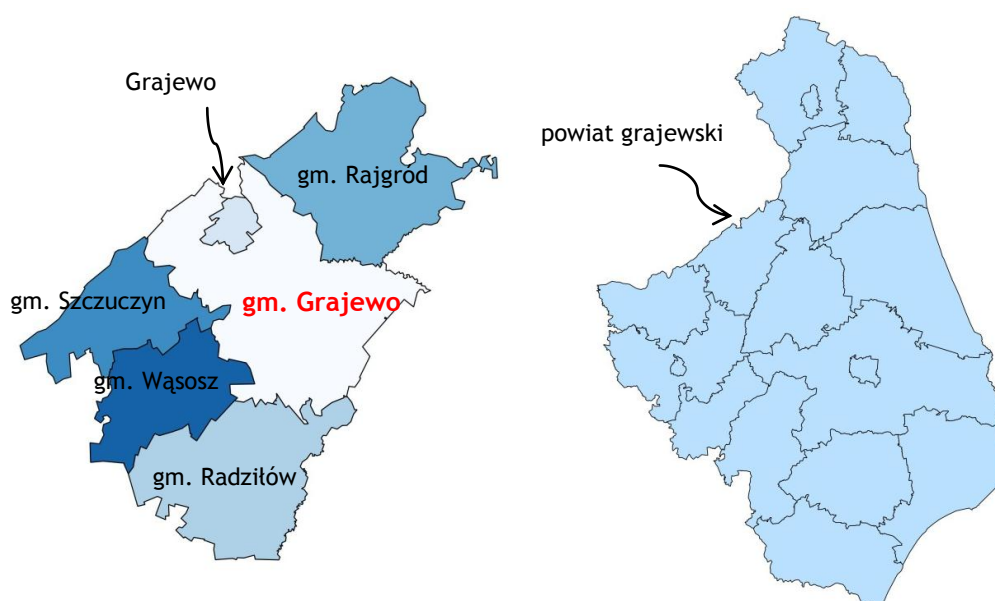 Grajewo
powiat grajewski
gm. Rajgród
gm. Szczuczyn
gm. Grajewo
gm. Wąsosz
gm. Radziłów